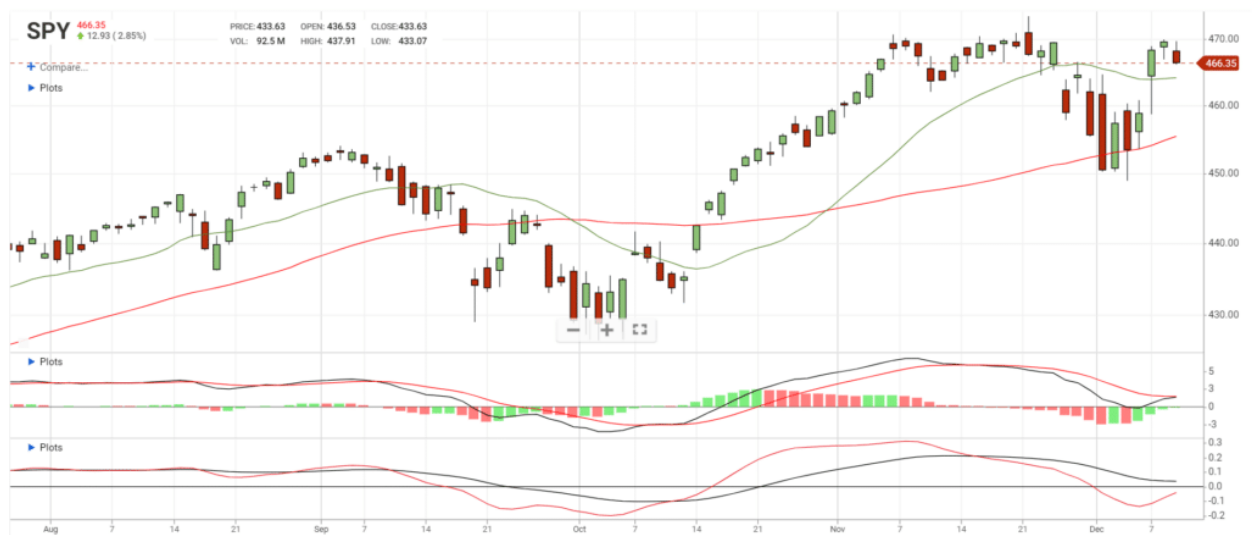 SPY 466.35
12.93 ( 2.85%)
PRICE: 433.63 OPEN: 436.53 CLOSE: 433.63
VOL: 92.5 M HIGH: 437.91 LOW: 433.07
+ Compare...
Plots
470.00
466.35
460.00
450.00
440.00
430.00
Plots
5
3
0
-3
Plots
0.3
0.2
0.1
0.0
-0.1
-0.2
Aug 7 14 21 Sep 7 14 21 Oct 7 14 21 Nov 7 14 21 Dec 7